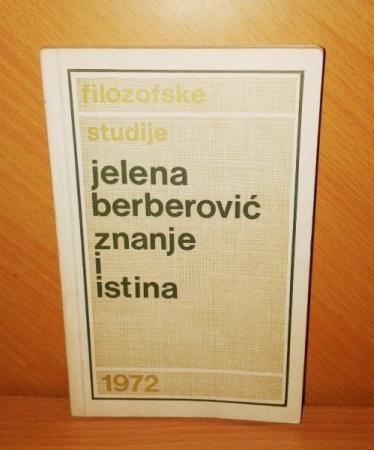 filozofske
studije
jelena
berberović
znanje
i
istina
1972